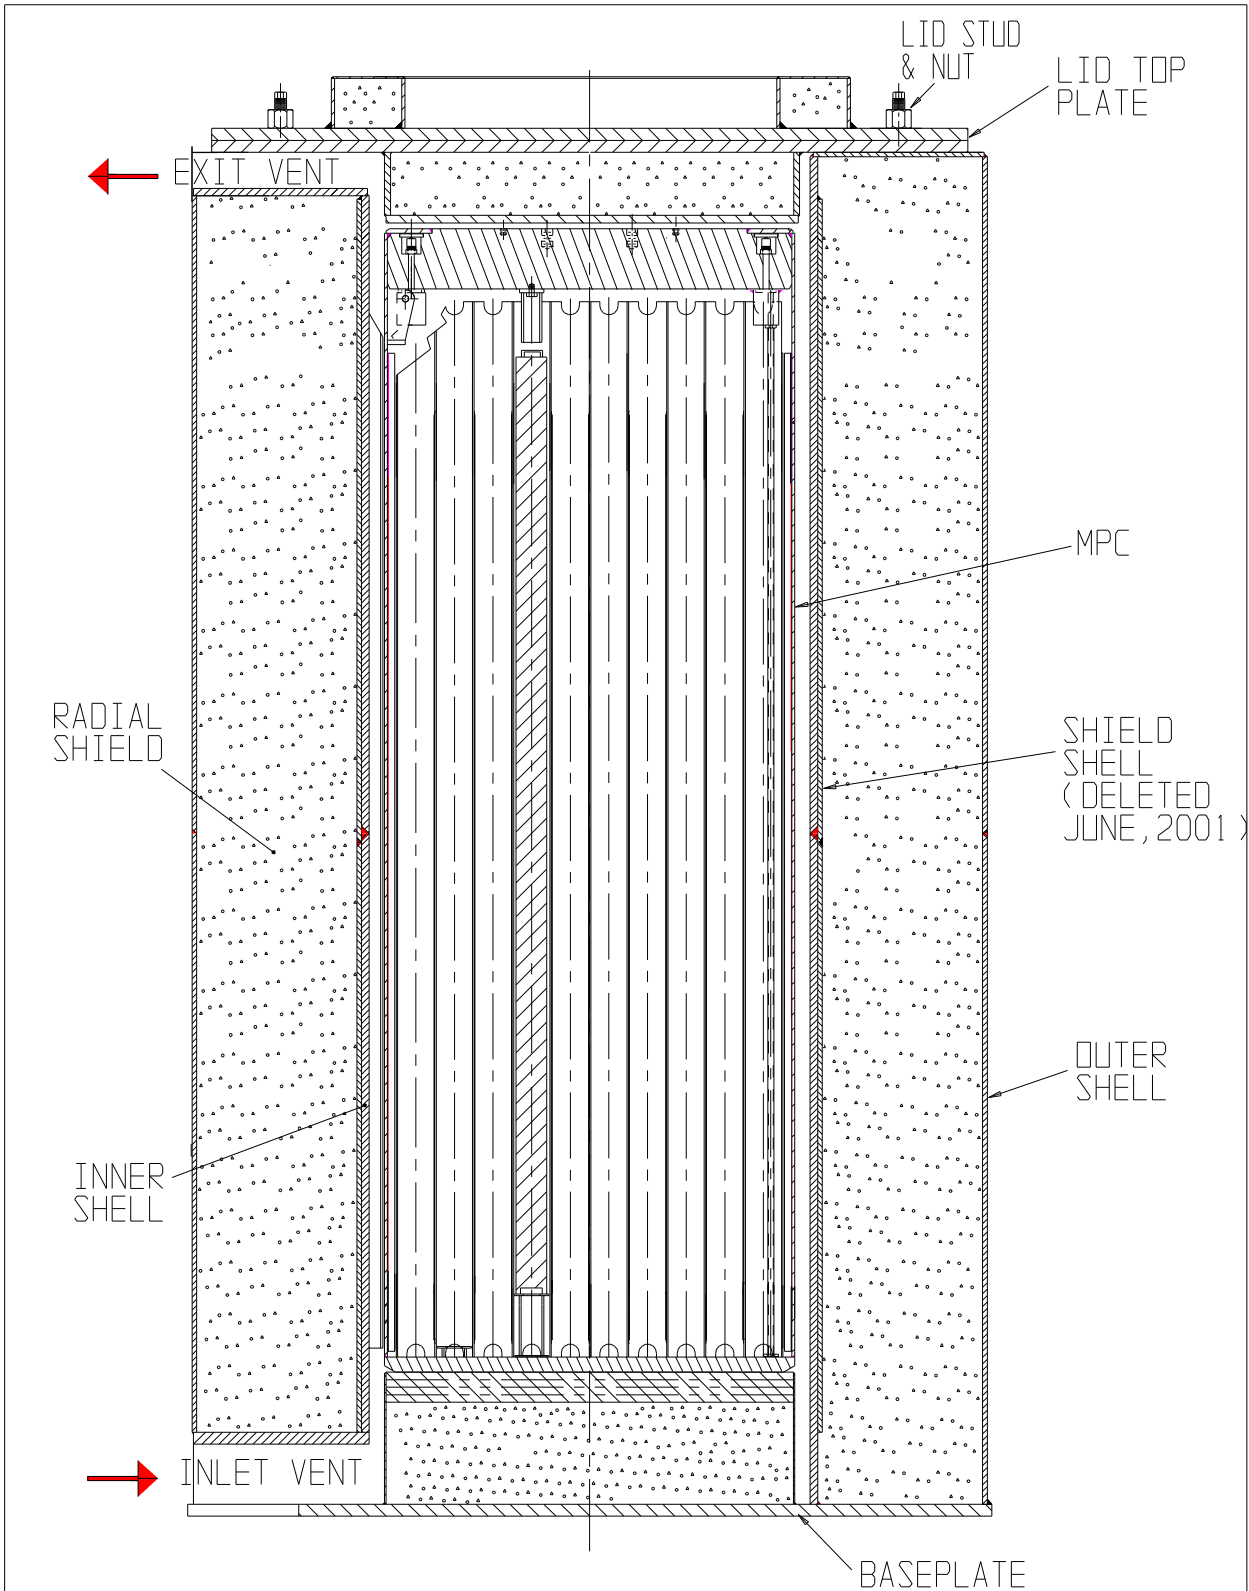 LID STUD
& NUT
LID TOP
PLATE
EXIT VENT
MPC
RADIAL
SHIELD
SHIELD
SHELL
(DELETED
JUNE,2001)
OUTER
SHELL
INNER
SHELL
INLET VENT
BASEPLATE